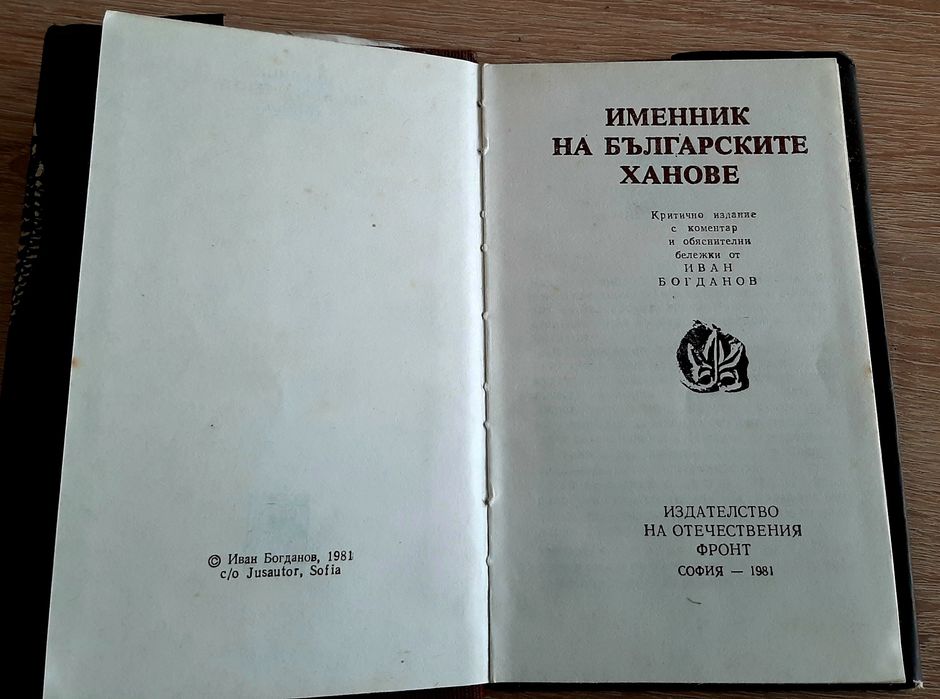 © Иван Богданов, 1981
c/o Jusautor, Sofia
ИМЕННИК
НА БЪЛГАРСКИТЕ
ХАНОВЕ
Критично издание
с коментар
и обяснителни
бележки от
ИВАН
БОГДАНОВ
ИЗДАТЕЛСТВО
НА ОТЕЧЕСТВЕНИЯ
ФРОНТ
СОФИЯ — 1981